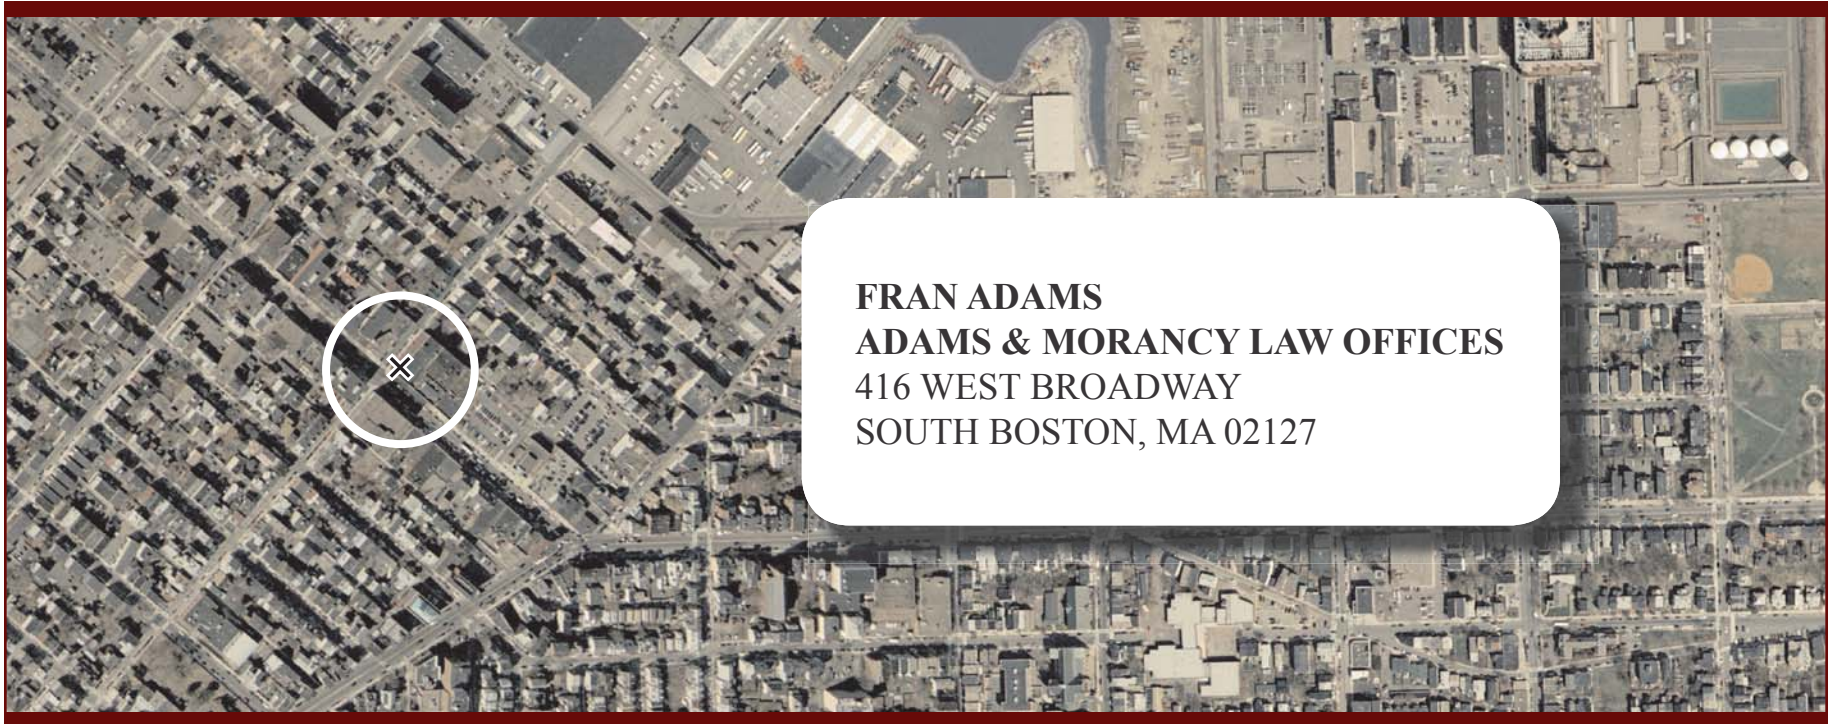 FRAN ADAMS
ADAMS & MORANCY LAW OFFICES
416 WEST BROADWAY
SOUTH BOSTON, MA 02127